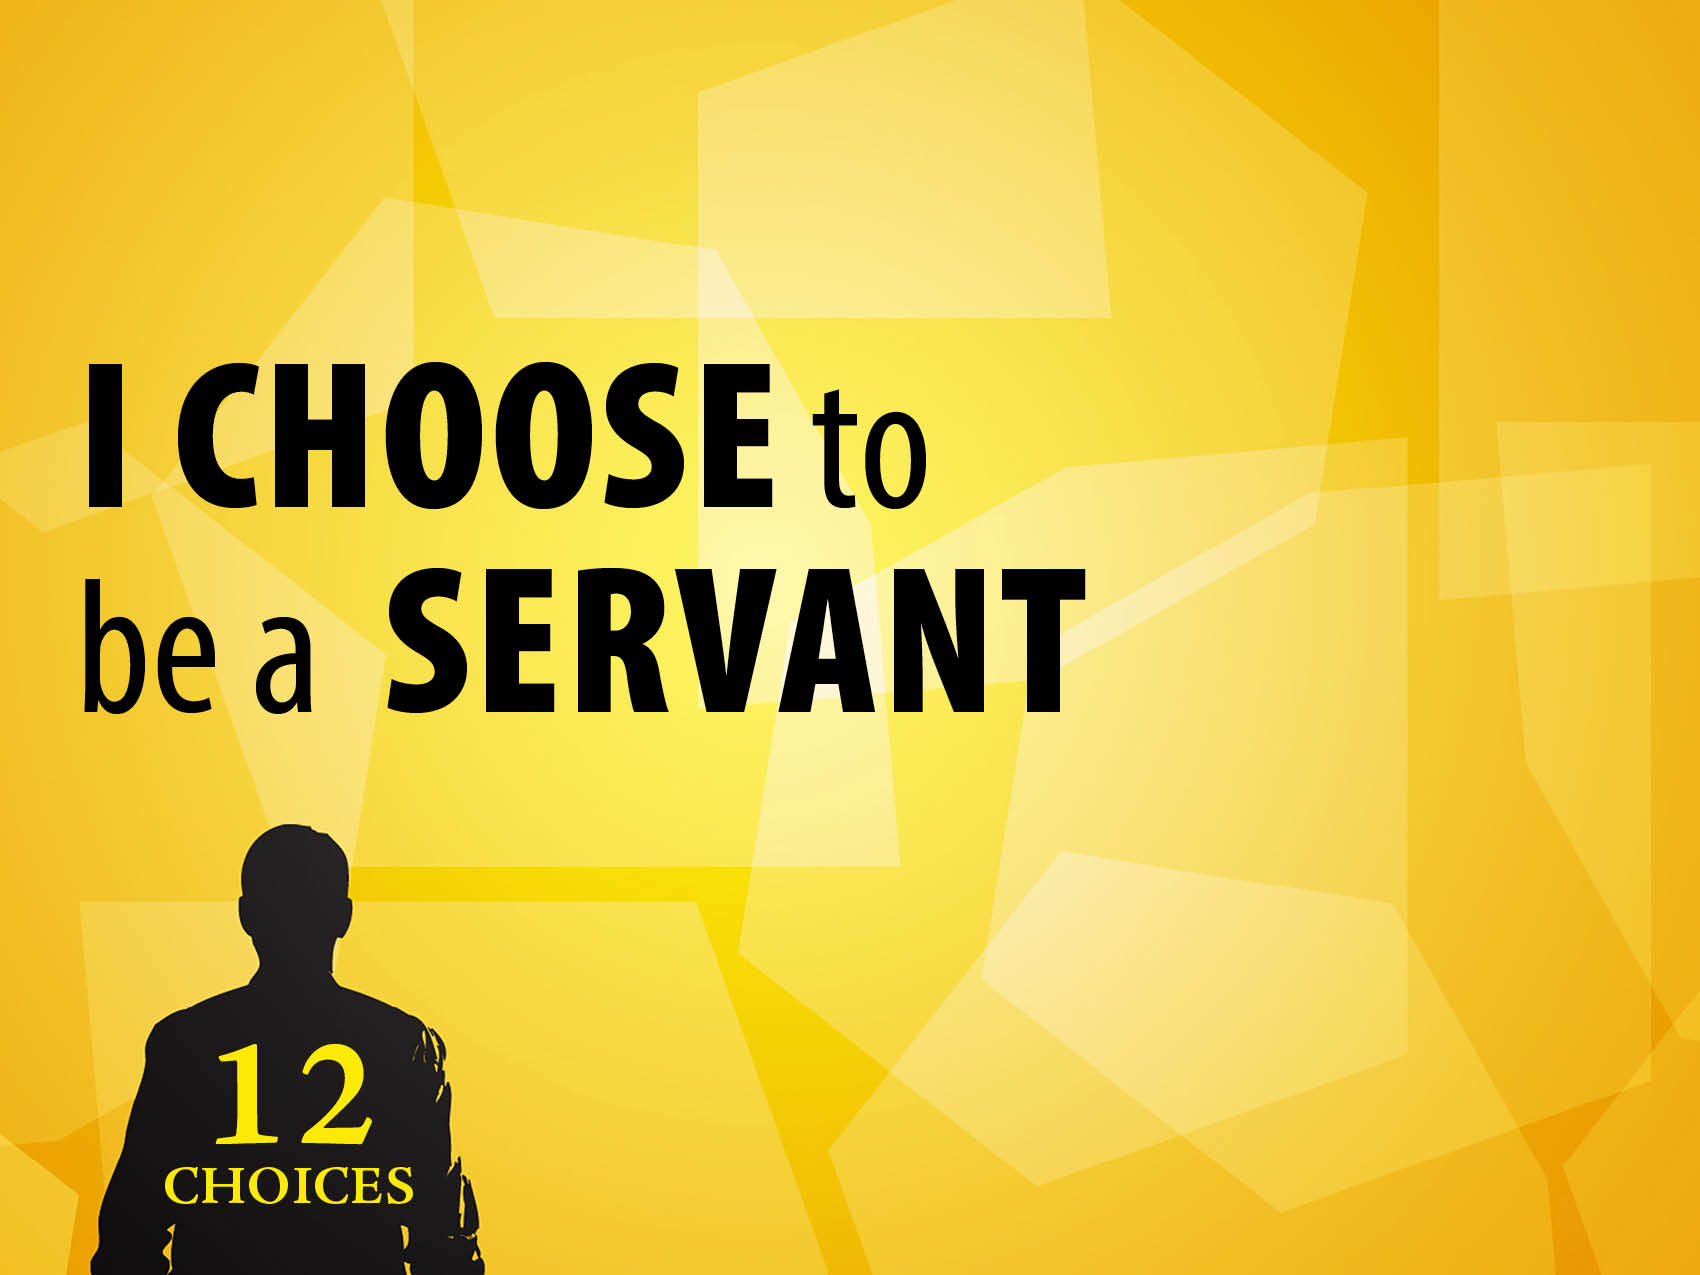 I CHOOSE to
be a SERVANT
12
CHOICES